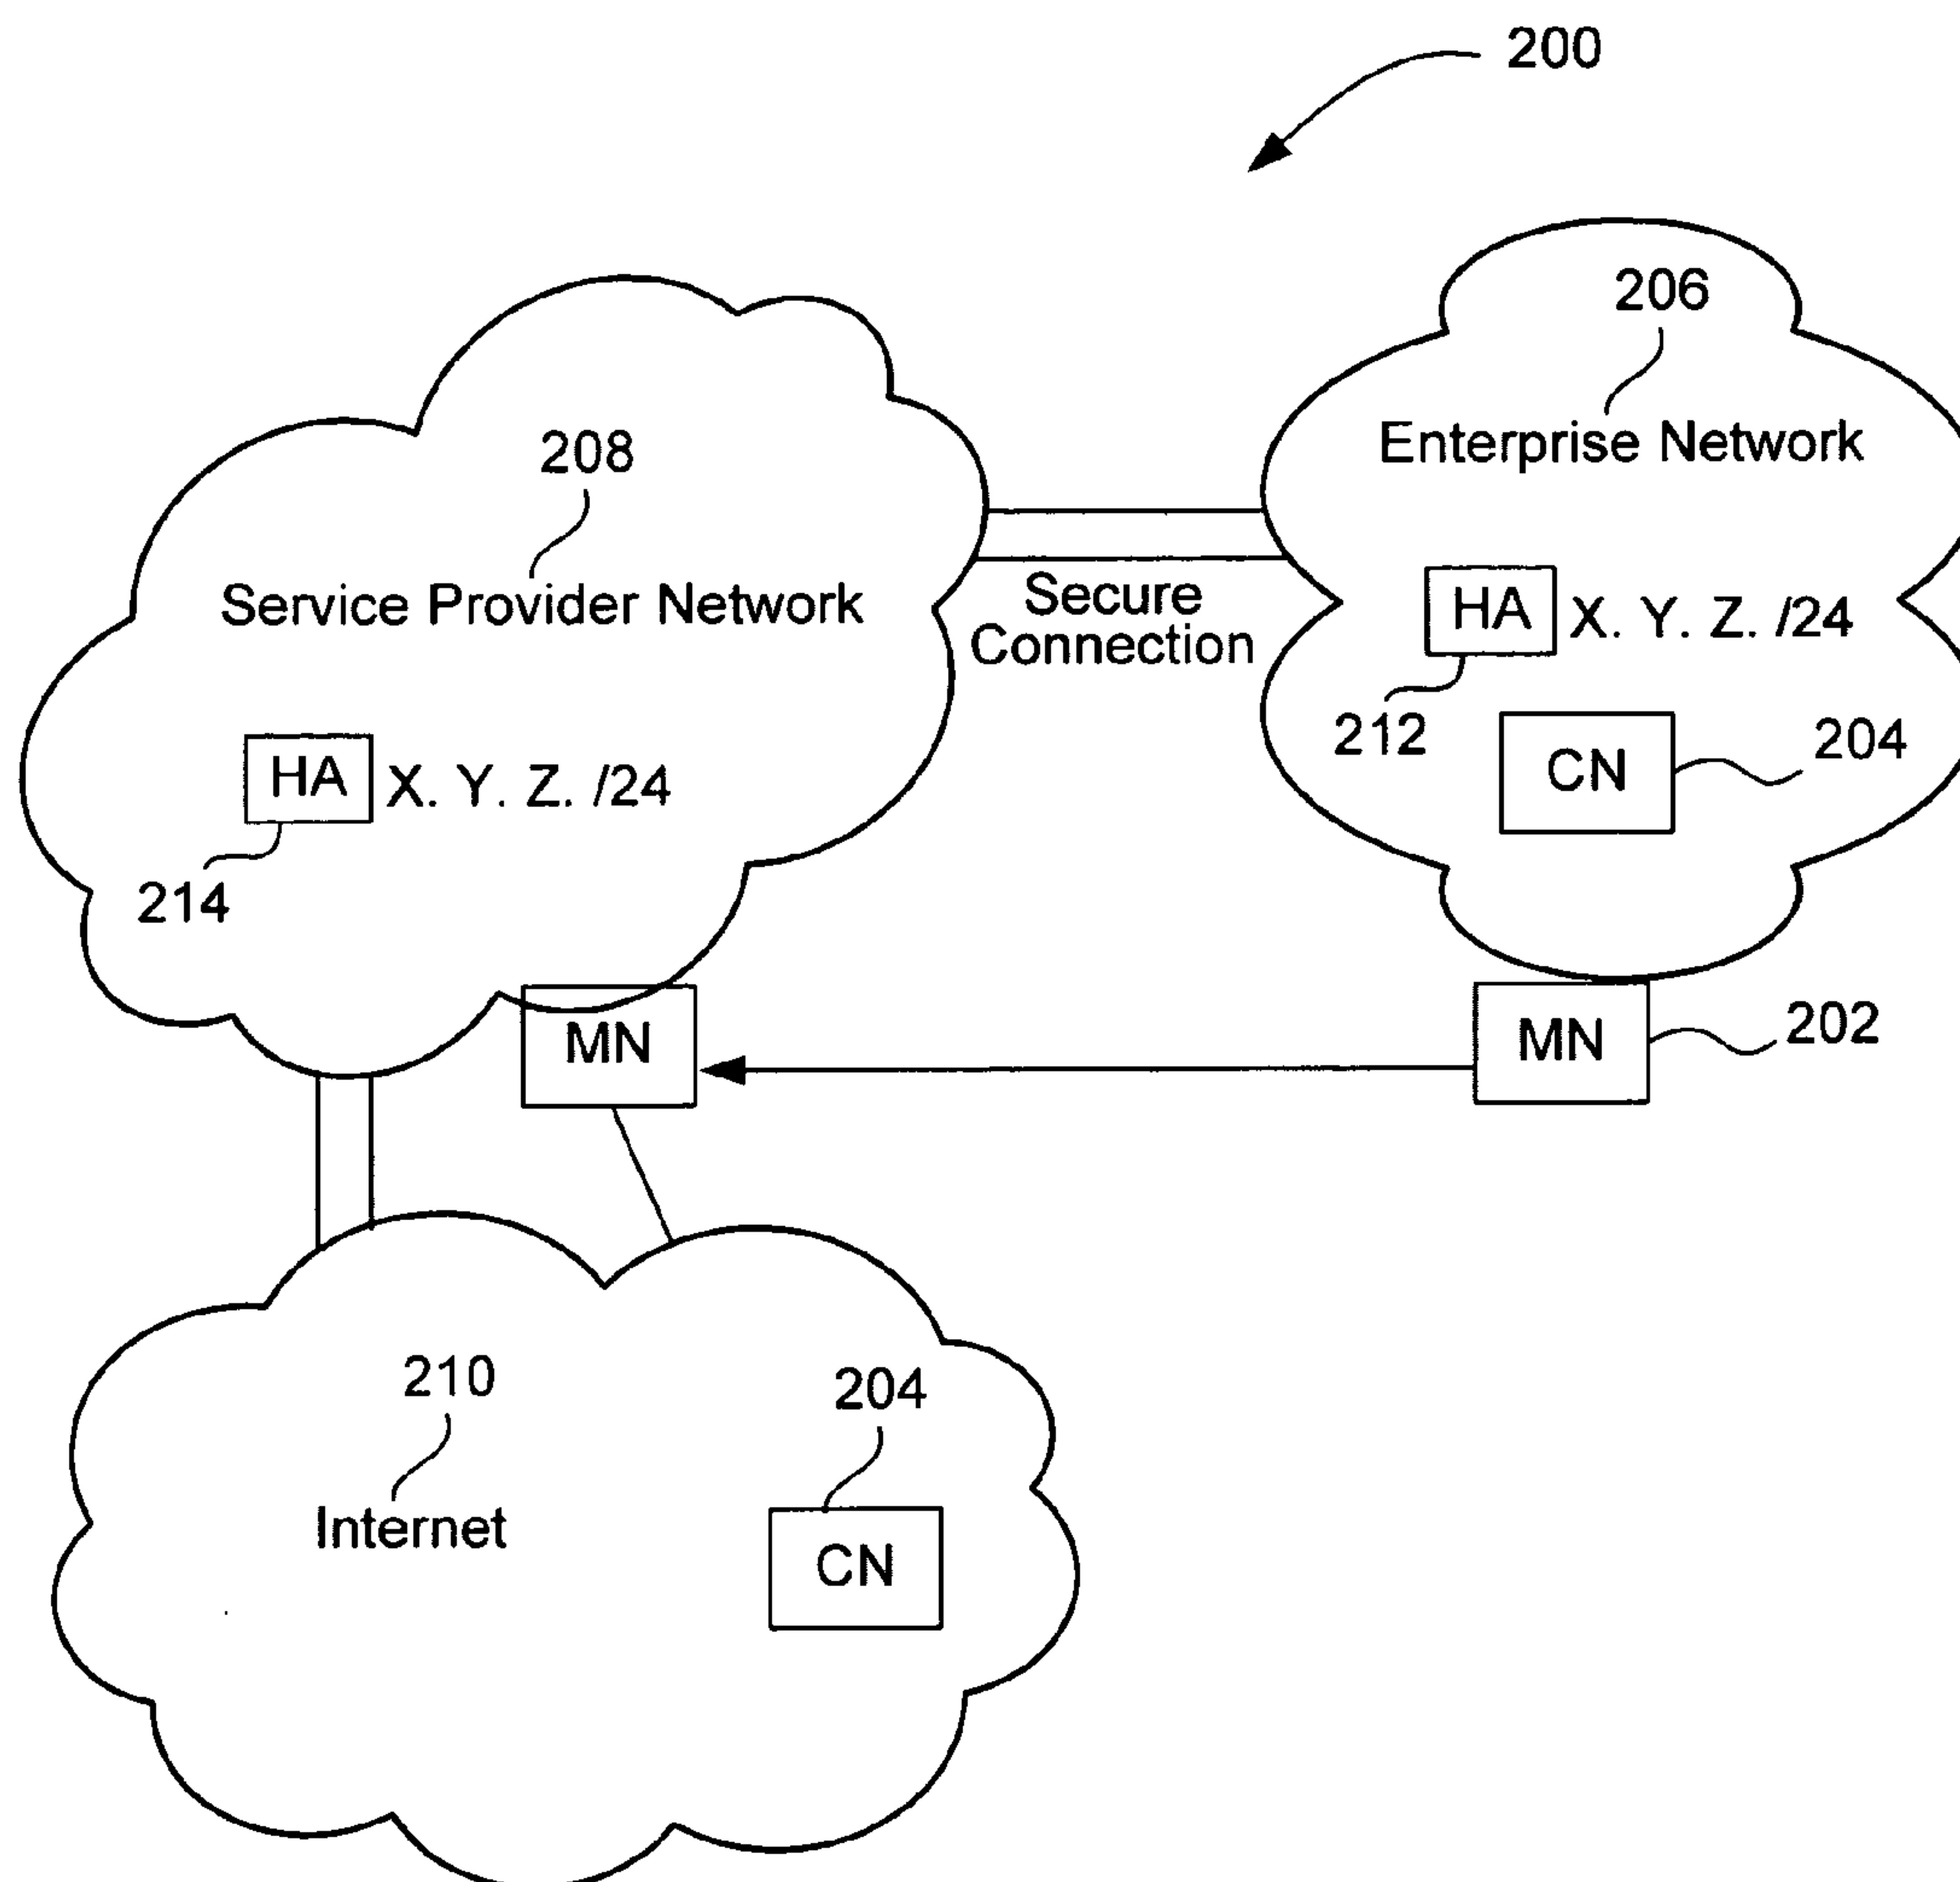 200
206
Enterprise Network
208
Service Provider Network
Secure
Connection
HA X. Y. Z. /24
212
CN
204
HA X. Y. Z. /24
214
MN
MN
202
210
Internet
204
CN